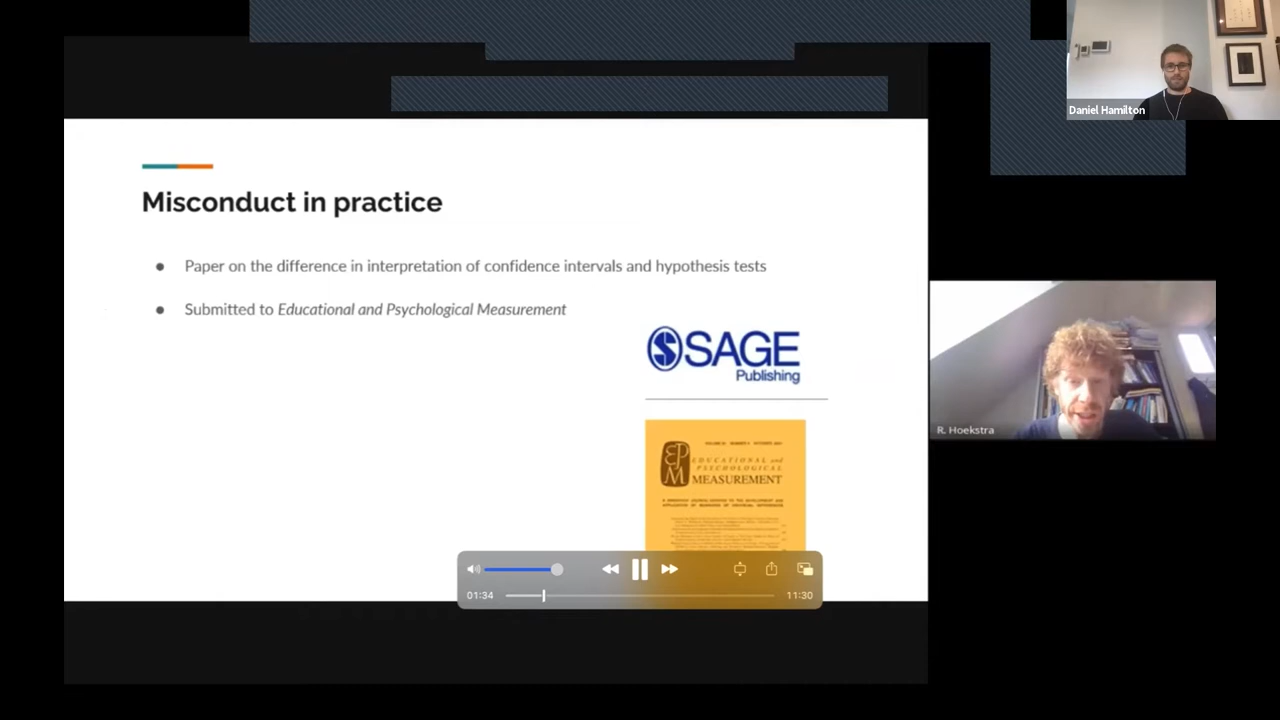 Daniel Hamilton
Misconduct in practice
Paper on the difference in interpretation of confidence intervals and hypothesis tests
Submitted to Educational and Psychological Measurement
SAGE
Publishing
R. Hoekstra
EPM
EDUCATIONAL and
PSYCHOLOGICAL
MEASUREMENT
01:34
11:30